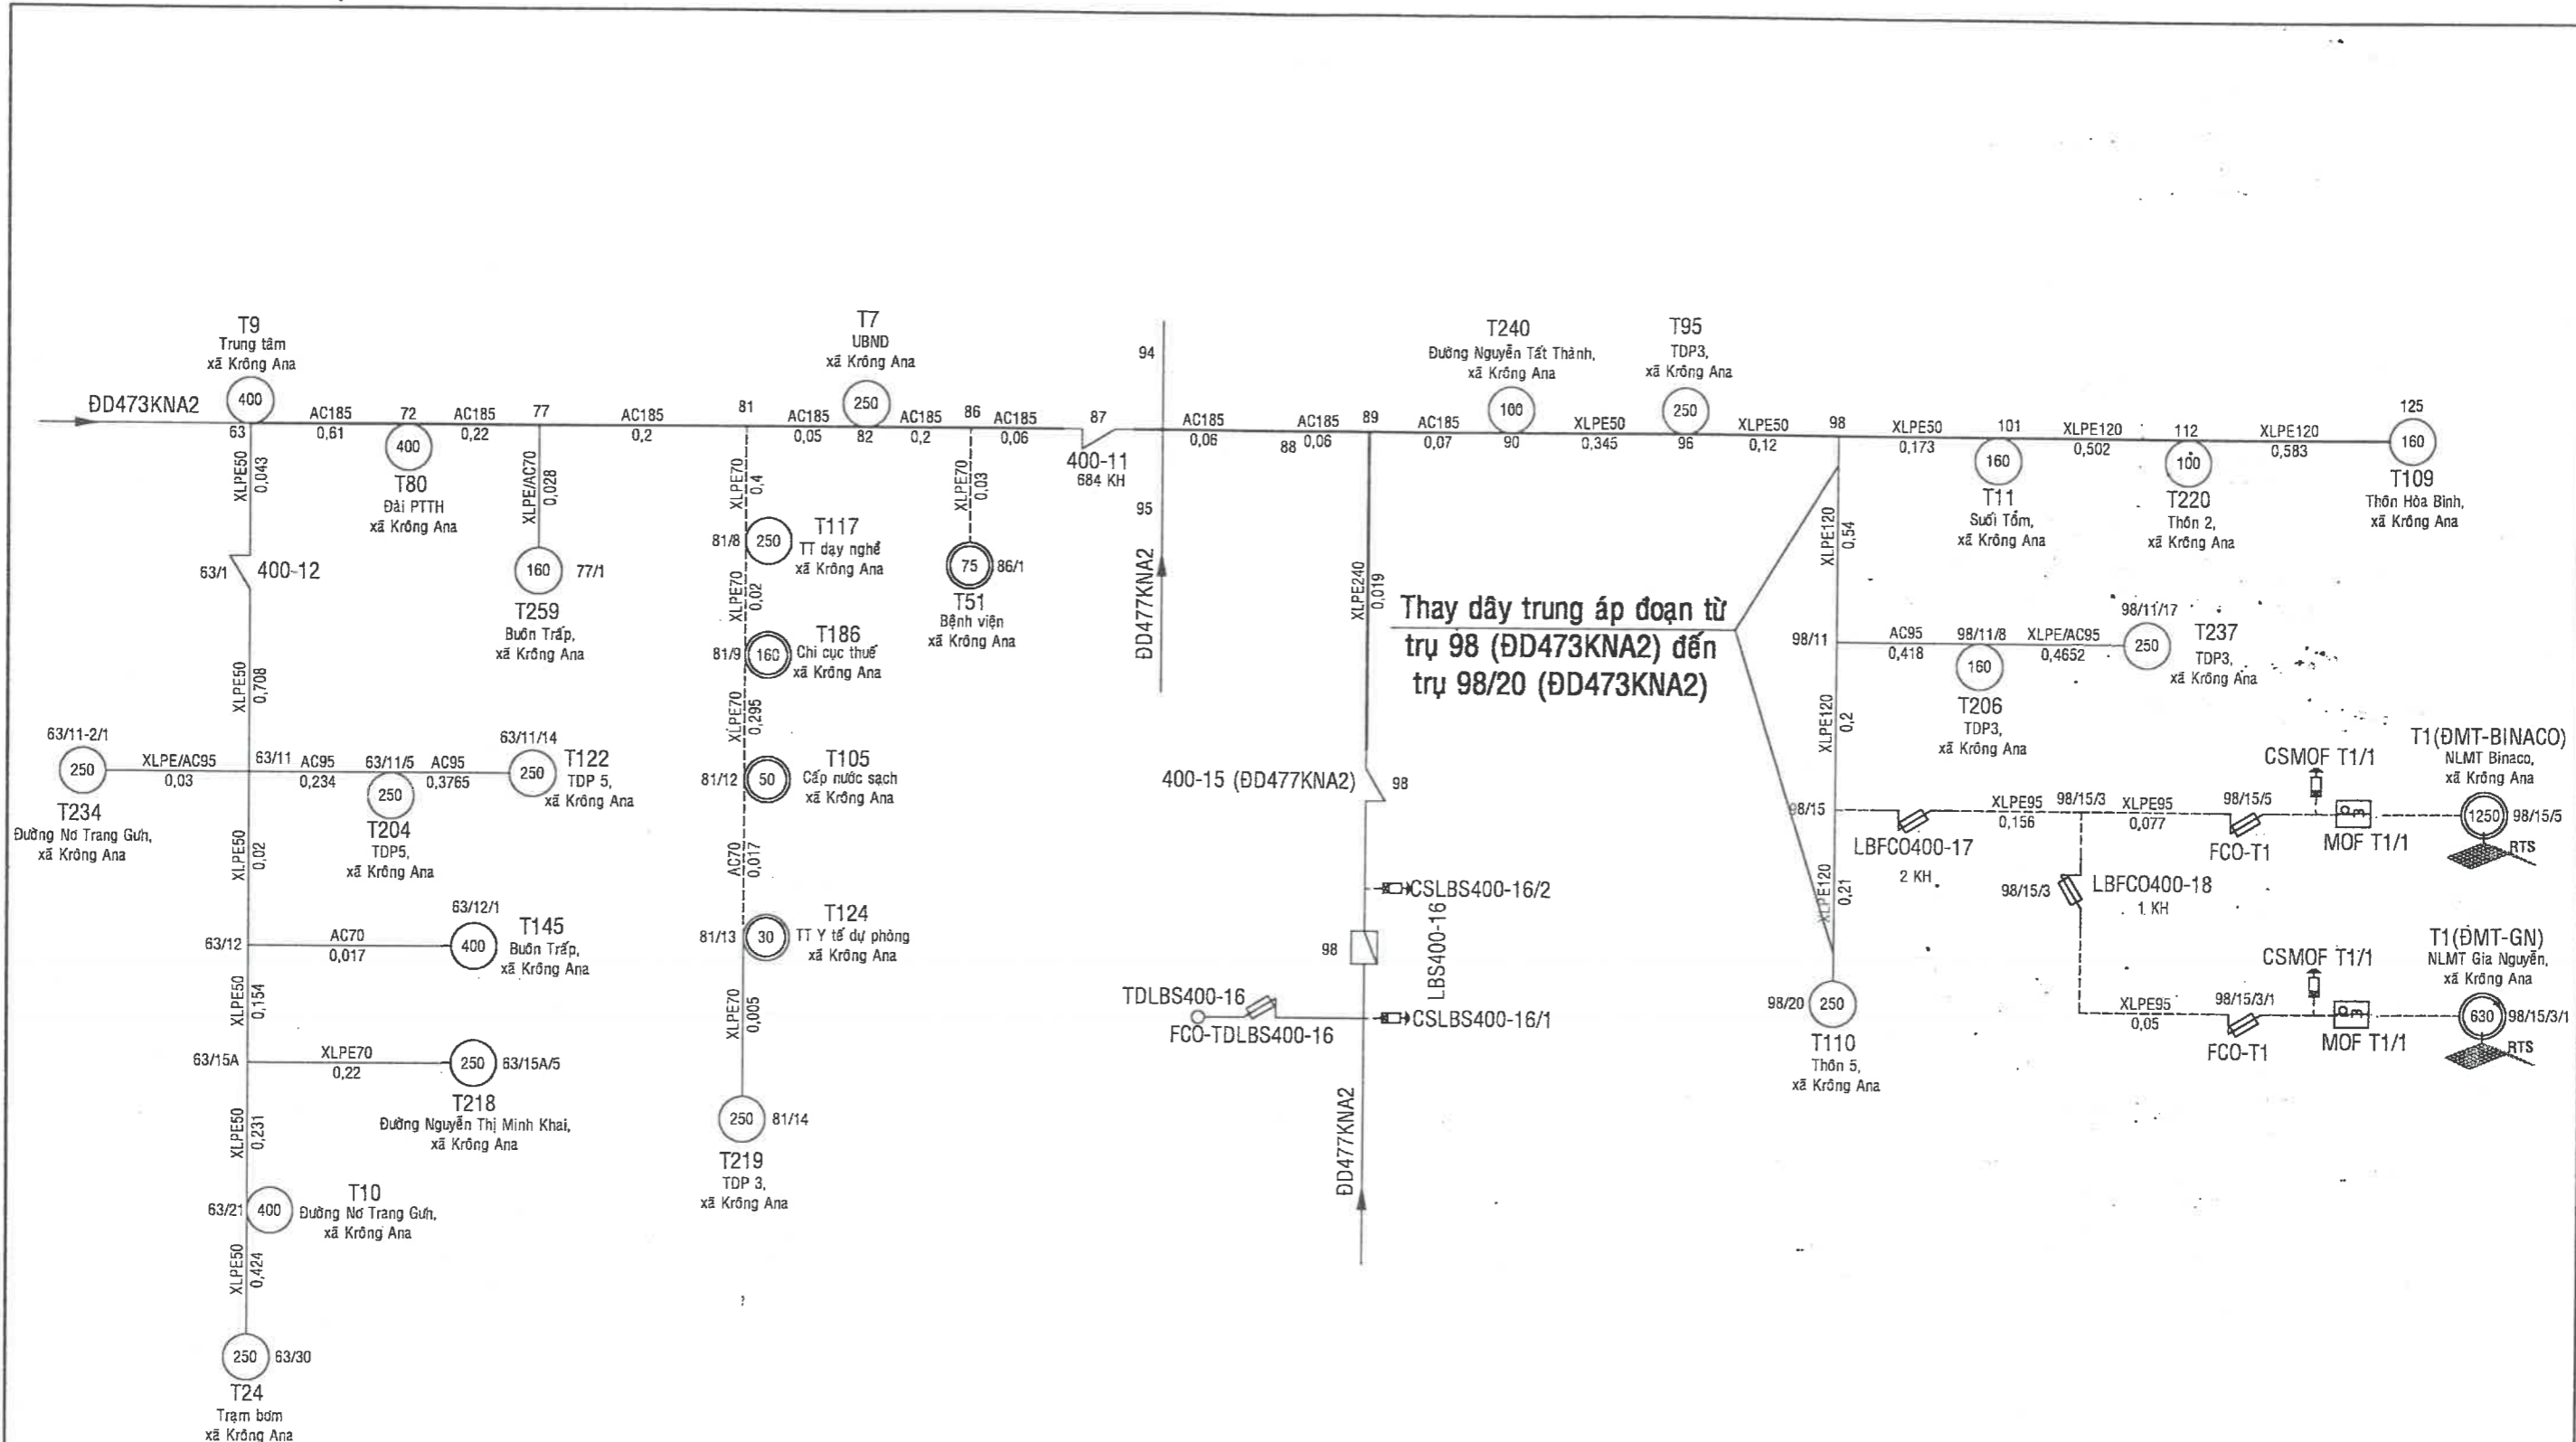 T9
Trung tâm
xã Krông Ana
400
ĐD473KNA2
63
AC185
0,61
72
400
T80
Đài PTTH
xã Krông Ana
AC185
0,22
77
AC185
0,2
81
AC185
0,05
T7
UBND
xã Krông Ana
250
82
AC185
0,2
86
AC185
0,06
87
400-11
684 KH
94
95
ĐD477KNA2
AC185
0,06
88
AC185
0,06
89
AC185
0,07
T240
Đường Nguyễn Tất Thành,
xã Krông Ana
100
90
XLPE50
0,345
T95
TDP3,
xã Krông Ana
250
96
XLPE50
0,12
98
XLPE50
0,173
101
160
T11
Suối Tổm,
xã Krông Ana
XLPE120
0,502
112
100
T220
Thôn 2,
xã Krông Ana
XLPE120
0,583
125
160
T109
Thôn Hòa Bình,
xã Krông Ana
XLPE50
0,043
63/1
400-12
XLPE50
0,708
63/11-2/1
250
T234
Đường Nơ Trang Gưh,
xã Krông Ana
XLPE/AC95
0,03
63/11
AC95
0,234
63/11/5
250
T204
TDP5,
xã Krông Ana
AC95
0,3765
63/11/14
250
T122
TDP 5,
xã Krông Ana
XLPE50
0,02
63/12
AC70
0,017
63/12/1
400
T145
Buôn Trấp,
xã Krông Ana
XLPE50
0,154
63/15A
XLPE70
0,22
250
63/15A/5
T218
Đường Nguyễn Thị Minh Khai,
xã Krông Ana
XLPE50
0,231
63/21
400
T10
Đường Nơ Trang Gưh,
xã Krông Ana
XLPE50
0,424
250
63/30
T24
Trạm bơm
xã Krông Ana
XLPE/AC70
0,028
160
77/1
T259
Buôn Trấp,
xã Krông Ana
XLPE70
0,4
81/8
250
T117
TT dạy nghề
xã Krông Ana
XLPE70
0,02
81/9
160
T186
Chi cục thuế
xã Krông Ana
XLPE70
0,295
81/12
50
T105
Cấp nước sạch
xã Krông Ana
AC70
0,017
81/13
30
T124
TT Y tế dự phòng
xã Krông Ana
XLPE70
0,005
250
81/14
T219
TDP 3,
xã Krông Ana
XLPE70
0,03
75
86/1
T51
Bệnh viện
xã Krông Ana
XLPE240
0,019
400-15 (ĐD477KNA2)
98
CSLBS400-16/2
98
LBS400-16
TDLBS400-16
FCO-TDLBS400-16
CSLBS400-16/1
ĐD477KNA2
Thay dây trung áp đoạn từ
trụ 98 (ĐD473KNA2) đến
trụ 98/20 (ĐD473KNA2)
XLPE120
0,54
98/11
AC95
0,418
98/11/8
160
T206
TDP3,
xã Krông Ana
XLPE/AC95
0,4652
98/11/17
250
T237
TDP3,
xã Krông Ana
XLPE120
0,2
98/15
LBFCO400-17
2 KH
XLPE95
0,156
98/15/3
XLPE95
0,077
98/15/5
FCO-T1
CSMOF T1/1
MOF T1/1
T1(ĐMT-BINACO)
NLMT Binaco,
xã Krông Ana
1250
98/15/5
RTS
98/15/3
LBFCO400-18
1 KH
XLPE95
0,05
98/15/3/1
FCO-T1
CSMOF T1/1
MOF T1/1
T1(ĐMT-GN)
NLMT Gia Nguyễn,
xã Krông Ana
630
98/15/3/1
RTS
XLPE120
0,21
98/20
250
T110
Thôn 5,
xã Krông Ana